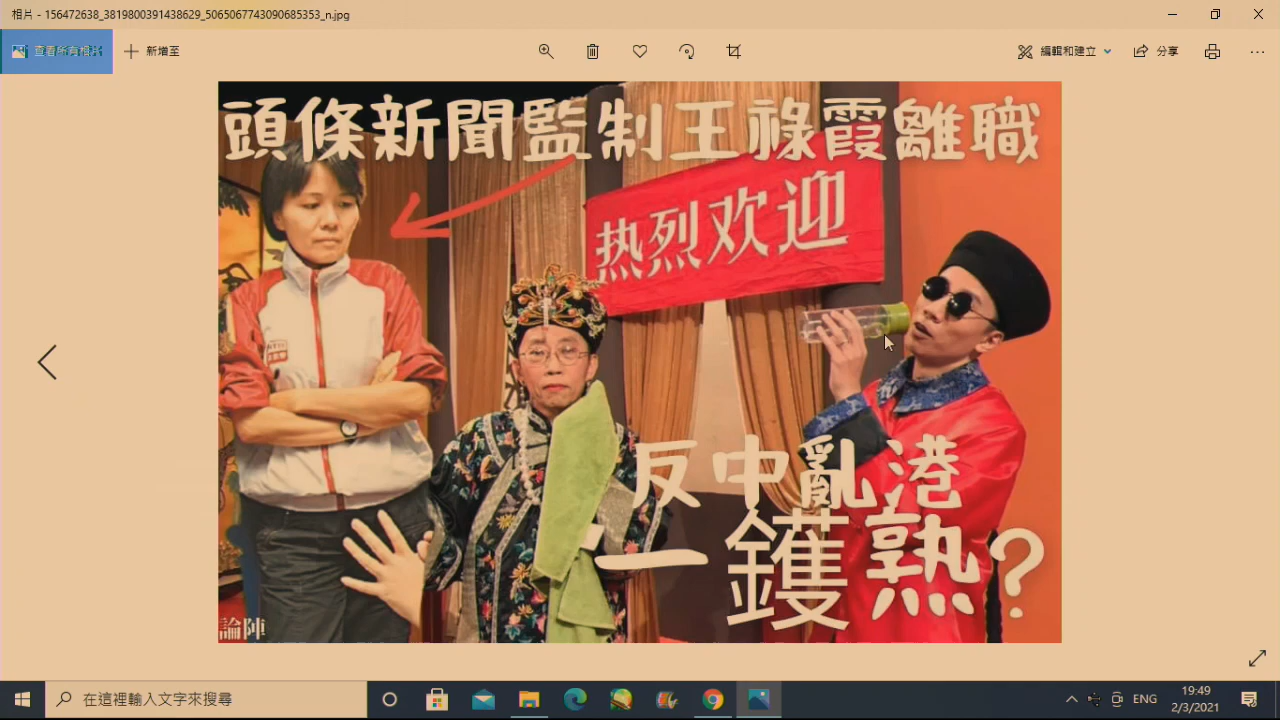 相片 - 156472638_3819800391438629_5065067743090685353_n.jpg
查看所有相片
新增至
編輯和建立
分享
頭條新聞監制王祿霞離職
热烈欢迎
反中亂港
一鑊熟?
論陣
在這裡輸入文字來搜尋
ENG
19:49
2/3/2021